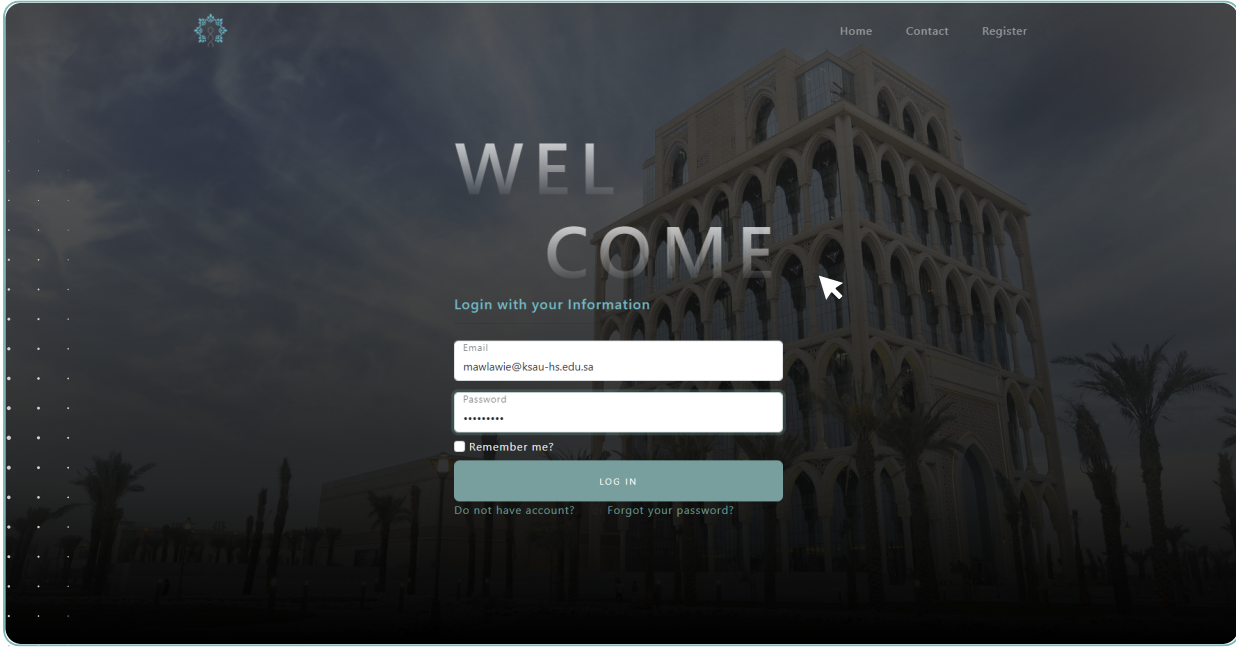 Home Contact Register
WEL
COME
Login with your Information
Email
mawlawie@ksau-hs.edu.sa
Password
•••••••••
Remember me?
LOG IN
Do not have account? Forgot your password?